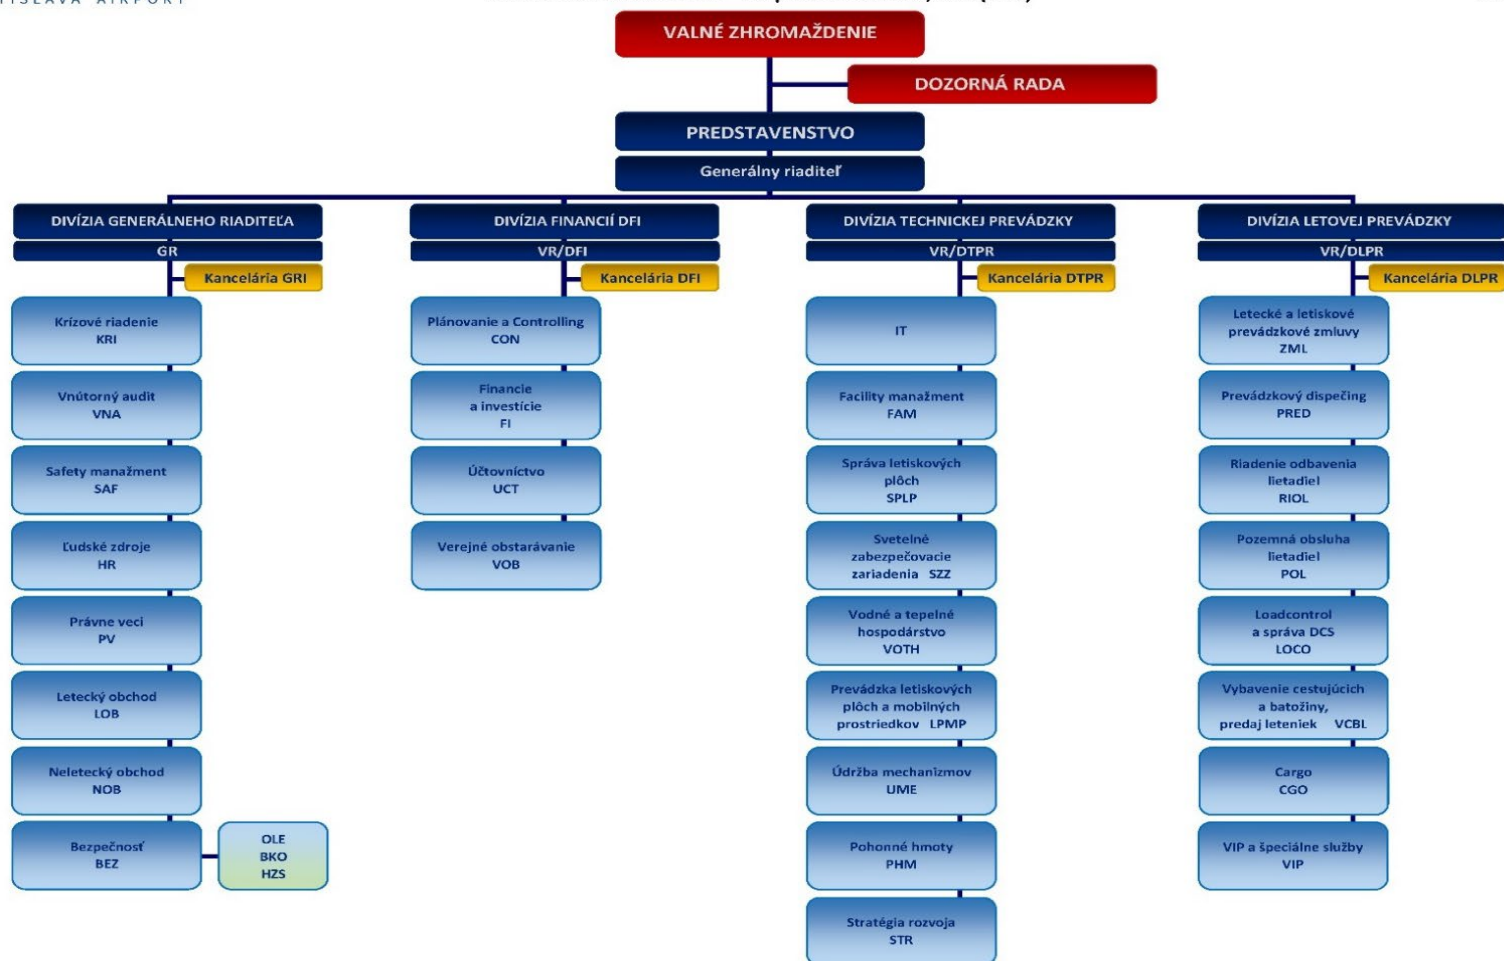 AIRPORT
VALNÉ ZHROMAŽDENIE
DOZORNÁ RADA
PREDSTAVENSTVO
Generálny riaditeľ
DIVÍZIA GENERÁLNEHO RIADITEĽA
GR
Kancelária GRI
Krízové riadenie
KRI
Vnútorný audit
VNA
Safety manažment
SAF
Ľudské zdroje
HR
Právne veci
PV
Letecký obchod
LOB
Neletecký obchod
NOB
Bezpečnosť
BEZ
OLE
BKO
HZS
DIVÍZIA FINANCIÍ DFI
VR/DFI
Kancelária DFI
Plánovanie a Controlling
CON
Financie
a investície
FI
Účtovníctvo
UCT
Verejné obstarávanie
VOB
DIVÍZIA TECHNICKEJ PREVÁDZKY
VR/DTPR
Kancelária DTPR
IT
Facility manažment
FAM
Správa letiskových
plôch
SPLP
Svetelné
zabezpečovacie
zariadenia SZZ
Vodné a tepelné
hospodárstvo
VOTH
Prevádzka letiskových
plôch a mobilných
prostriedkov LPMP
Údržba mechanizmov
UME
Pohonné hmoty
PHM
Stratégia rozvoja
STR
DIVÍZIA LETOVEJ PREVÁDZKY
VR/DLPR
Kancelária DLPR
Letecké a letiskové
prevádzkové zmluvy
ZML
Prevádzkový dispečing
PRED
Riadenie odbavenia
lietadiel
RIOL
Pozemná obsluha
lietadiel
POL
Loadcontrol
a správa DCS
LOCO
Vybavenie cestujúcich
a batožiny,
predaj leteniek VCBL
Cargo
CGO
VIP a špeciálne služby
VIP